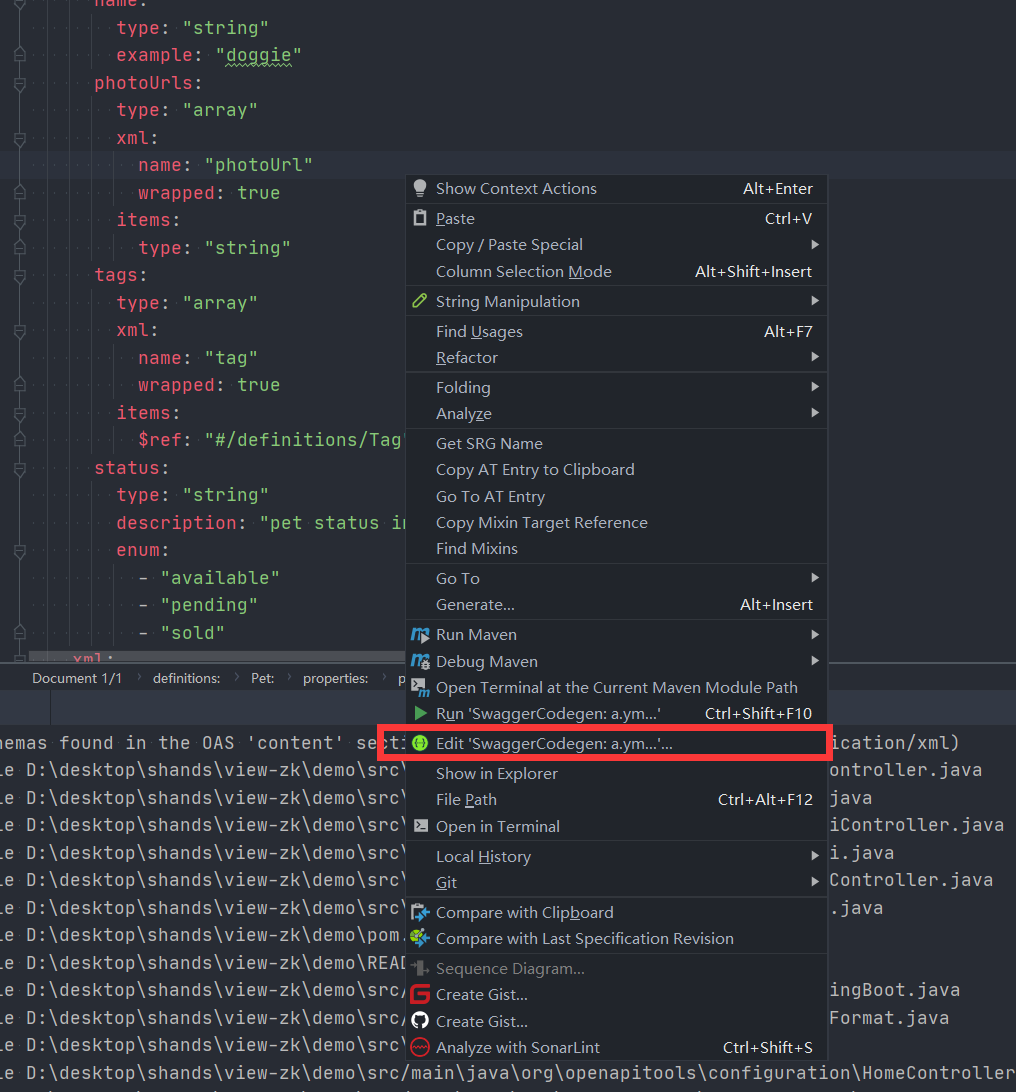 name:
type: "string"
example: "doggie"
photoUrls:
type: "array"
xml:
name: "photoUrl"
wrapped: true
items:
type: "string"
tags:
type: "array"
xml:
name: "tag"
wrapped: true
items:
$ref: "#/definitions/Tag"
status:
type: "string"
description: "pet status in
enum:
- "available"
- "pending"
- "sold"
xml:
Show Context Actions Alt+Enter
Paste Ctrl+V
Copy / Paste Special
Column Selection Mode Alt+Shift+Insert
String Manipulation
Find Usages Alt+F7
Refactor
Folding
Analyze
Get SRG Name
Copy AT Entry to Clipboard
Go To AT Entry
Copy Mixin Target Reference
Find Mixins
Go To
Generate... Alt+Insert
Run Maven
Debug Maven
Open Terminal at the Current Maven Module Path
Run 'SwaggerCodegen: a.ym...' Ctrl+Shift+F10
Edit 'SwaggerCodegen: a.ym...'...
Show in Explorer
File Path Ctrl+Alt+F12
Open in Terminal
Local History
Git
Compare with Clipboard
Compare with Last Specification Revision
Sequence Diagram...
Create Gist...
Create Gist...
Analyze with SonarLint Ctrl+Shift+S
Document 1/1 › definitions: › Pet: › properties: › p
nemas found in the OAS 'content' secti ication/xml)
le D:\desktop\shands\view-zk\demo\src\ ontroller.java
le D:\desktop\shands\view-zk\demo\src\ java
le D:\desktop\shands\view-zk\demo\src\ iController.java
le D:\desktop\shands\view-zk\demo\src\ i.java
le D:\desktop\shands\view-zk\demo\src\ Controller.java
le D:\desktop\shands\view-zk\demo\src\ .java
le D:\desktop\shands\view-zk\demo\pom.
le D:\desktop\shands\view-zk\demo\READ
le D:\desktop\shands\view-zk\demo\src/ ingBoot.java
le D:\desktop\shands\view-zk\demo\src/ Format.java
le D:\desktop\shands\view-zk\demo\src\
le D:\desktop\shands\view-zk\demo\src/main\java\org\openapitools\configuration\HomeController